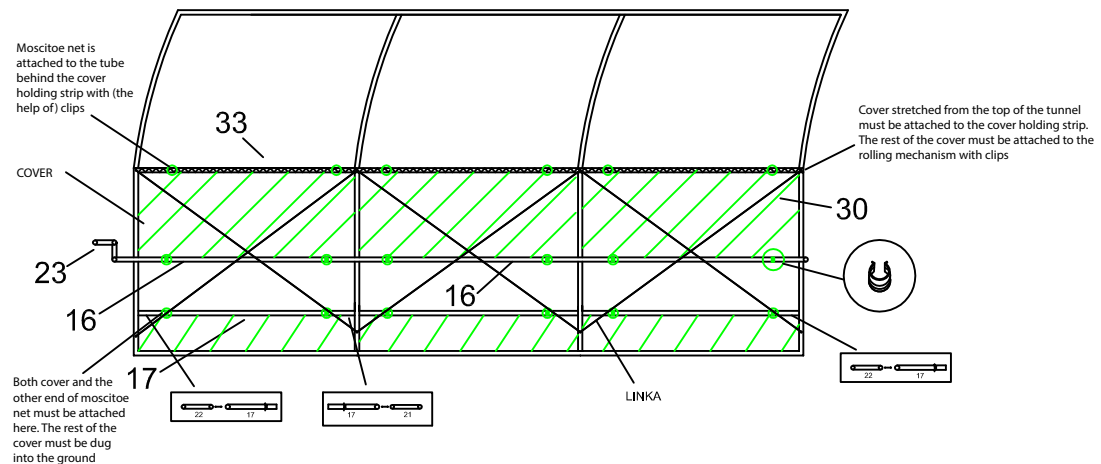 Moscitoe net is
attached to the tube
behind the cover
holding strip with (the
help of) clips
33
Cover stretched from the top of the tunnel
must be attached to the cover holding strip.
The rest of the cover must be attached to the
rolling mechanism with clips
COVER
30
23
16
16
17
Both cover and the
other end of moscitoe
net must be attached
here. The rest of the
cover must be dug
into the ground
22 17
17 21
LINKA
22 17